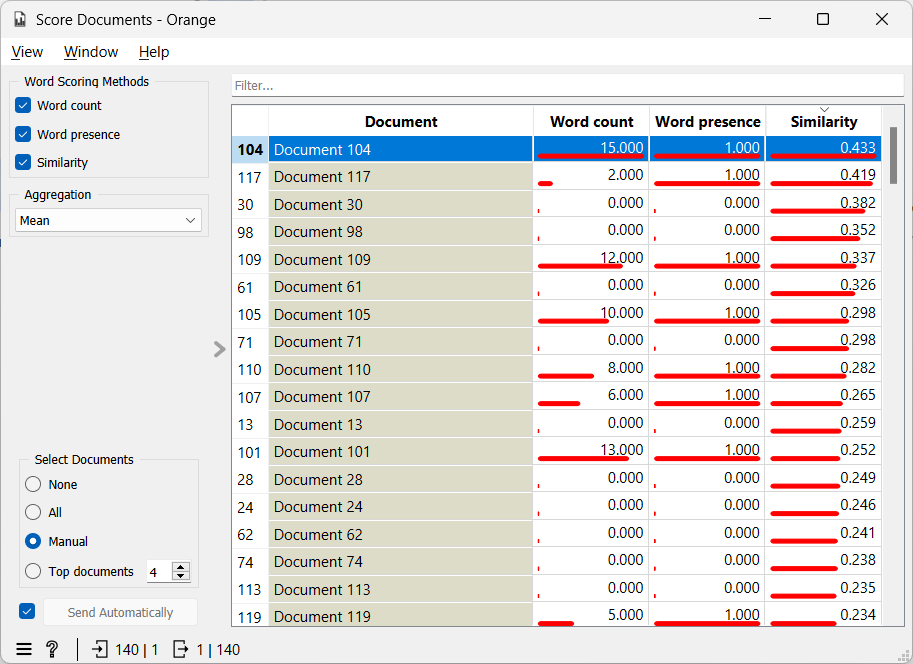 Score Documents - Orange
View Window Help
Word Scoring Methods
Word count
Word presence
Similarity
Aggregation
Mean
Select Documents
None
All
Manual
Top documents 4
Send Automatically
Filter...
Document Word count Word presence Similarity
104 Document 104 15.000 1.000 0.433
117 Document 117 2.000 1.000 0.419
30 Document 30 0.000 0.000 0.382
98 Document 98 0.000 0.000 0.352
109 Document 109 12.000 1.000 0.337
61 Document 61 0.000 0.000 0.326
105 Document 105 10.000 1.000 0.298
71 Document 71 0.000 0.000 0.298
110 Document 110 8.000 1.000 0.282
107 Document 107 6.000 1.000 0.265
13 Document 13 0.000 0.000 0.259
101 Document 101 13.000 1.000 0.252
28 Document 28 0.000 0.000 0.249
24 Document 24 0.000 0.000 0.246
62 Document 62 0.000 0.000 0.241
74 Document 74 0.000 0.000 0.238
113 Document 113 0.000 0.000 0.235
119 Document 119 5.000 1.000 0.234
? 140 | 1 1 | 140